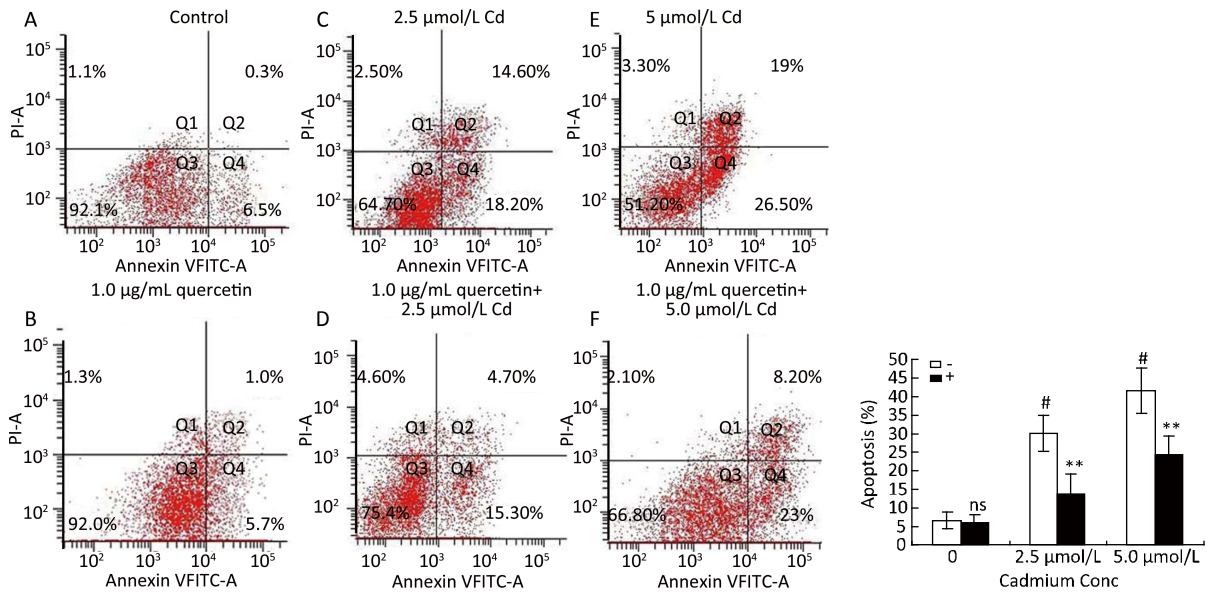 A
Control
10⁵
10⁴
10³
10²
PI-A
1.1%
0.3%
Q1
Q2
Q3
Q4
92.1%
6.5%
10²
10³
10⁴
10⁵
Annexin VFITC-A
C
2.5 µmol/L Cd
10⁵
10⁴
10³
10²
PI-A
2.50%
14.60%
Q1
Q2
Q3
Q4
64.70%
18.20%
10²
10³
10⁴
10⁵
Annexin VFITC-A
E
5 µmol/L Cd
10⁵
10⁴
10³
10²
PI-A
3.30%
19%
Q1
Q2
Q3
Q4
51.20%
26.50%
10²
10³
10⁴
10⁵
Annexin VFITC-A
B
1.0 µg/mL quercetin
10⁵
10⁴
10³
10²
PI-A
1.3%
1.0%
Q1
Q2
Q3
Q4
92.0%
5.7%
10²
10³
10⁴
10⁵
Annexin VFITC-A
D
1.0 µg/mL quercetin+
2.5 µmol/L Cd
10⁵
10⁴
10³
10²
PI-A
4.60%
4.70%
Q1
Q2
Q3
Q4
75.4%
15.30%
10²
10³
10⁴
10⁵
Annexin VFITC-A
F
1.0 µg/mL quercetin+
5.0 µmol/L Cd
10⁵
10⁴
10³
10²
PI-A
2.10%
8.20%
Q1
Q2
Q3
Q4
66.80%
23%
10²
10³
10⁴
10⁵
Annexin VFITC-A
50
45
40
35
30
25
20
15
10
5
0
Apoptosis (%)
-
+
ns
#
**
#
**
0
2.5 µmol/L
5.0 µmol/L
Cadmium Conc